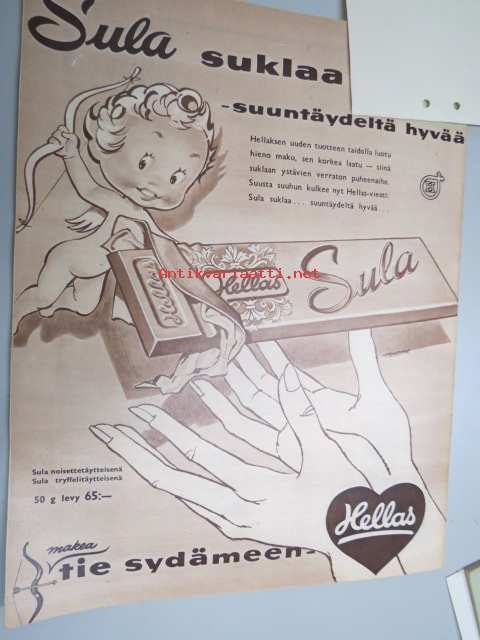 Sula suklaa
-suuntäydeltä hyvää
Hellaksen uuden tuotteen taidolla luotu
hieno maku, sen korkea laatu — siinä
suklaan ystävien verraton puheenaihe.
Suusta suuhun kulkee nyt Hellas-viesti:
Sula suklaa.... suuntäydeltä hyvää...
Hellas
Hellas
Sula
Antikvariaatti.net
Sula noisettetäytteisenä
Sula tryffelitäytteisenä
50 g levy 65:—
Hellas
makea
tie sydämeen-